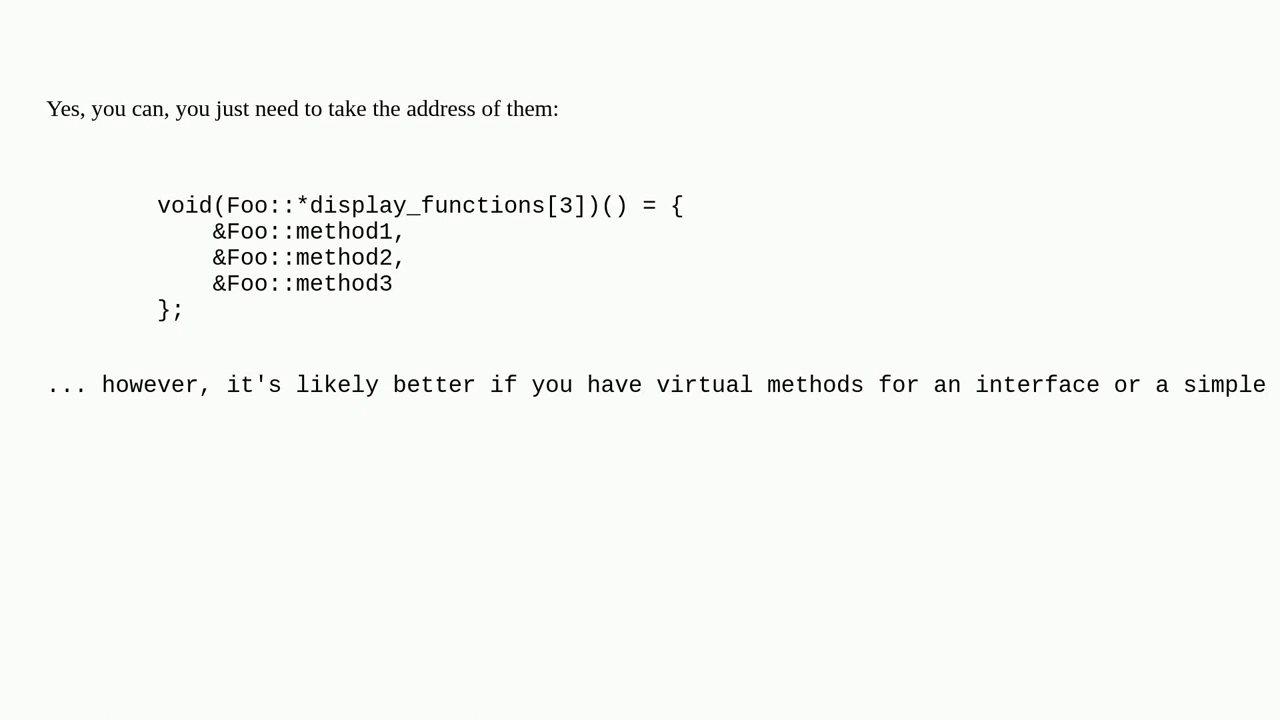 Yes, you can, you just need to take the address of them:
void(Foo::*display_functions[3])() = {
&Foo::method1,
&Foo::method2,
&Foo::method3
};
... however, it's likely better if you have virtual methods for an interface or a simple